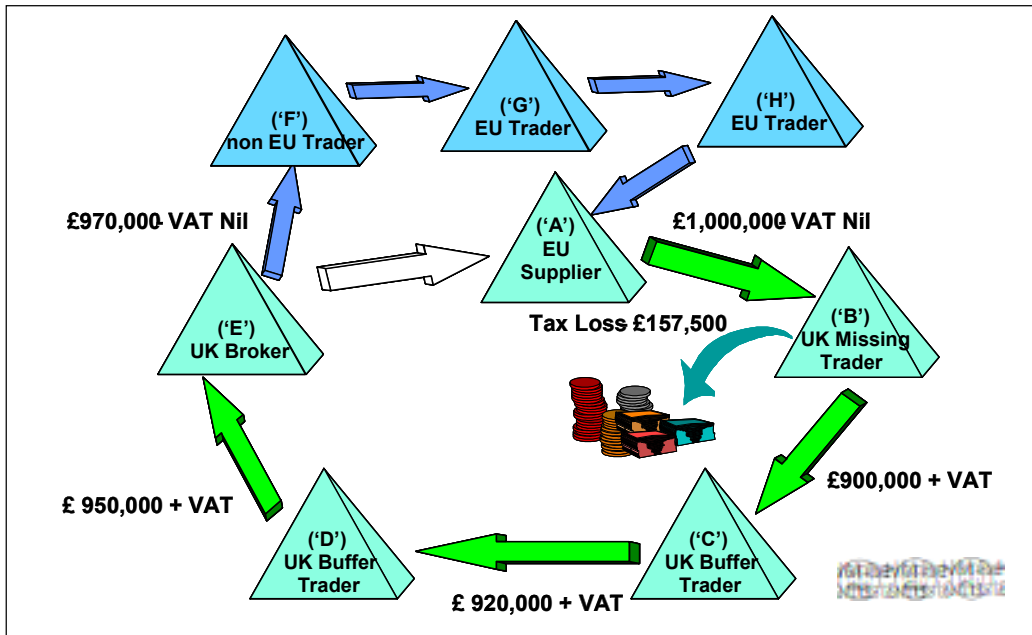 ('F')
non EU Trader
('G')
EU Trader
('H')
EU Trader
£970,000- VAT Nil
('A')
EU
Supplier
£1,000,000- VAT Nil
('E')
UK Broker
Tax Loss- £157,500
('B')
UK Missing
Trader
£ 950,000 + VAT
£900,000 + VAT
('D')
UK Buffer
Trader
('C')
UK Buffer
Trader
£ 920,000 + VAT